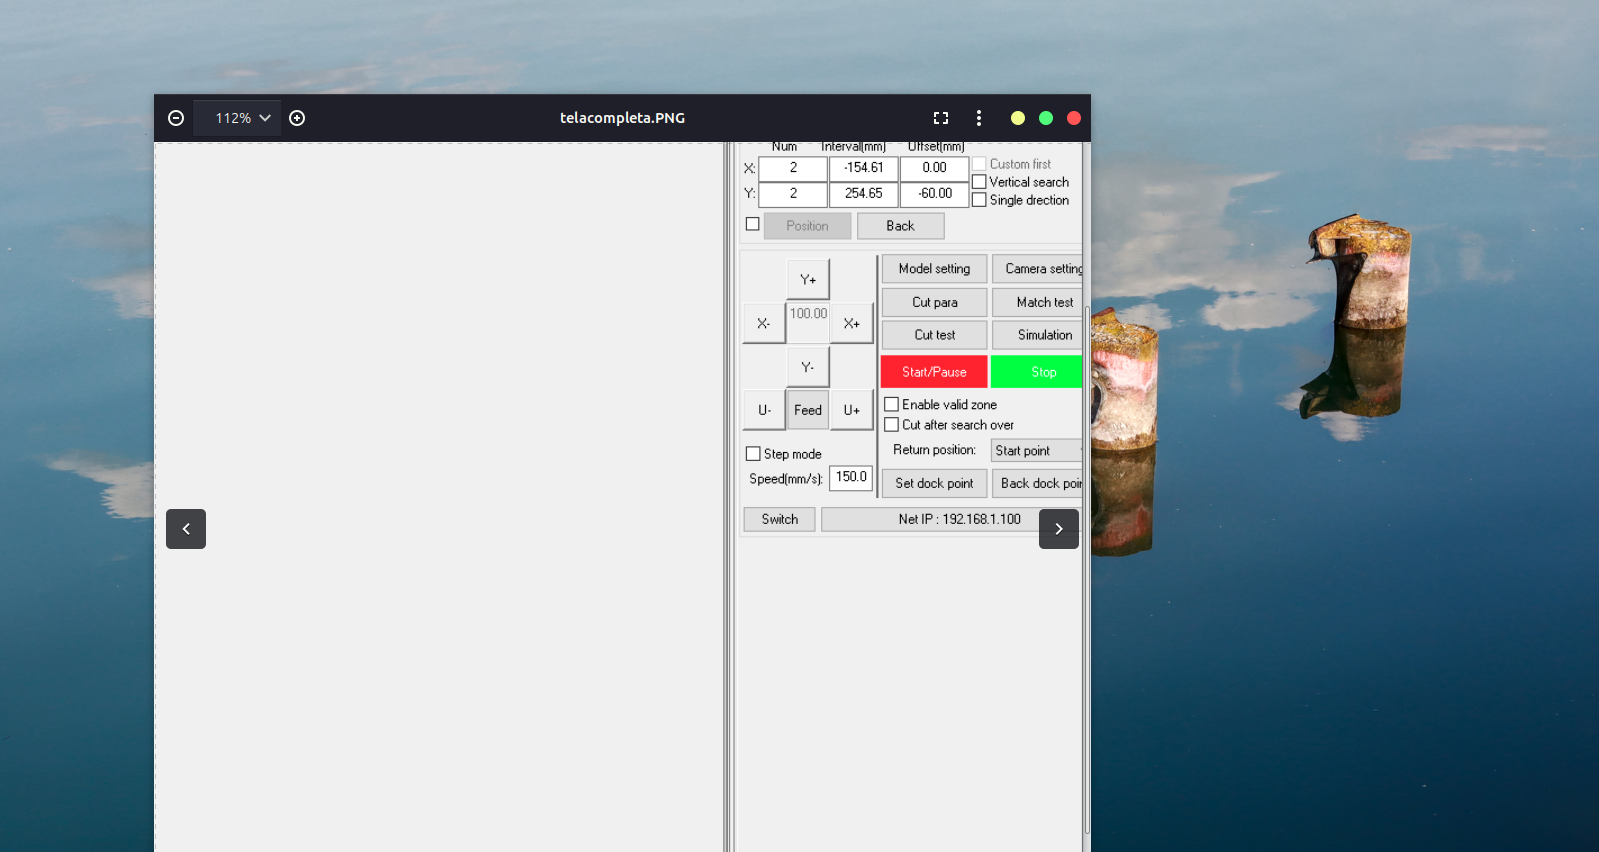 112%
telacompleta.PNG
Num Interval(mm) Offset(mm)
X: 2 -154.61 0.00
Custom first
Y: 2 254.65 -60.00
Vertical search
Single drection
Position Back
Model setting Camera setting
Y+
Cut para Match test
X- 100.00 X+
Cut test Simulation
Y-
Start/Pause Stop
U- Feed U+
Enable valid zone
Cut after search over
Step mode
Return position: Start point
Speed(mm/s): 150.0
Set dock point Back dock poin
Switch Net IP : 192.168.1.100